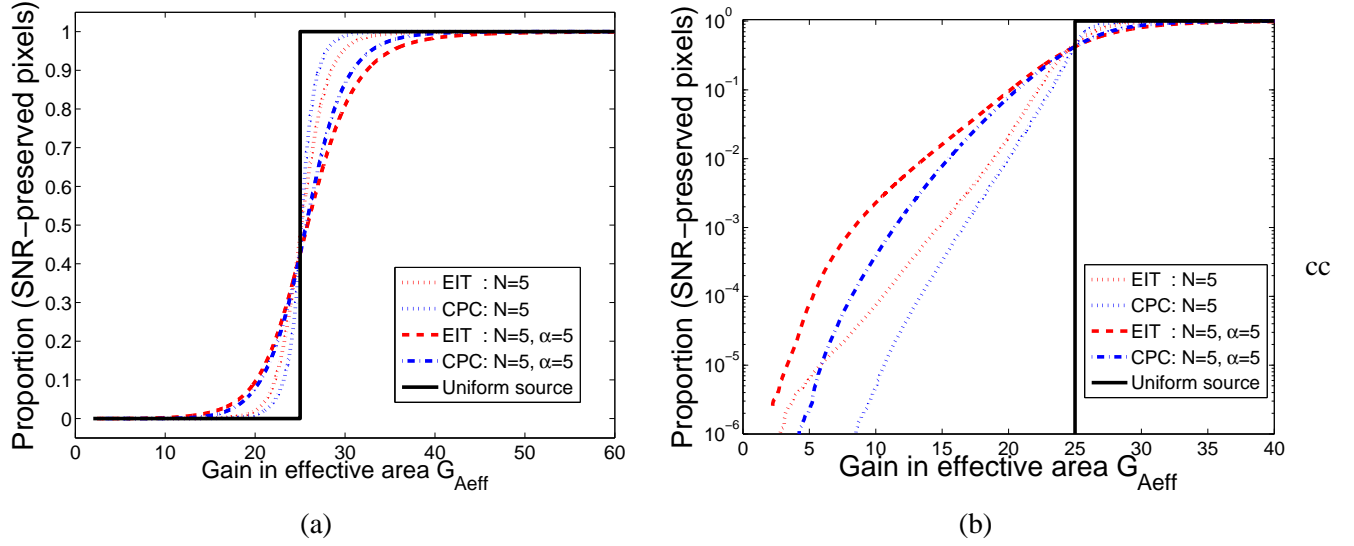 Proportion (SNR−preserved pixels)
1
0.9
0.8
0.7
0.6
0.5
0.4
0.3
0.2
0.1
0
0 10 20 30 40 50 60
Gain in effective area G_Aeff
EIT : N=5
CPC: N=5
EIT : N=5, α=5
CPC: N=5, α=5
Uniform source
(a)
Proportion (SNR−preserved pixels)
10^0
10^−1
10^−2
10^−3
10^−4
10^−5
10^−6
0 5 10 15 20 25 30 35 40
Gain in effective area G_Aeff
EIT : N=5
CPC: N=5
EIT : N=5, α=5
CPC: N=5, α=5
Uniform source
(b)
cc